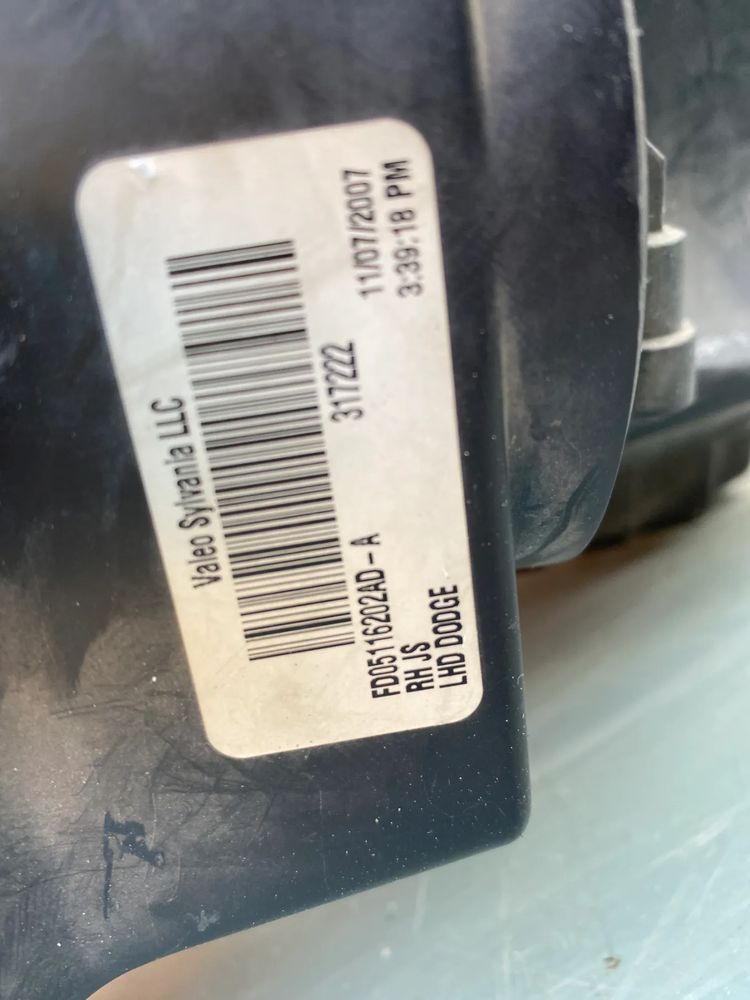 Valeo Sylvania LLC
317222
FD05116202AD-A
RH JS
LHD DODGE
11/07/2007
3:39:18 PM